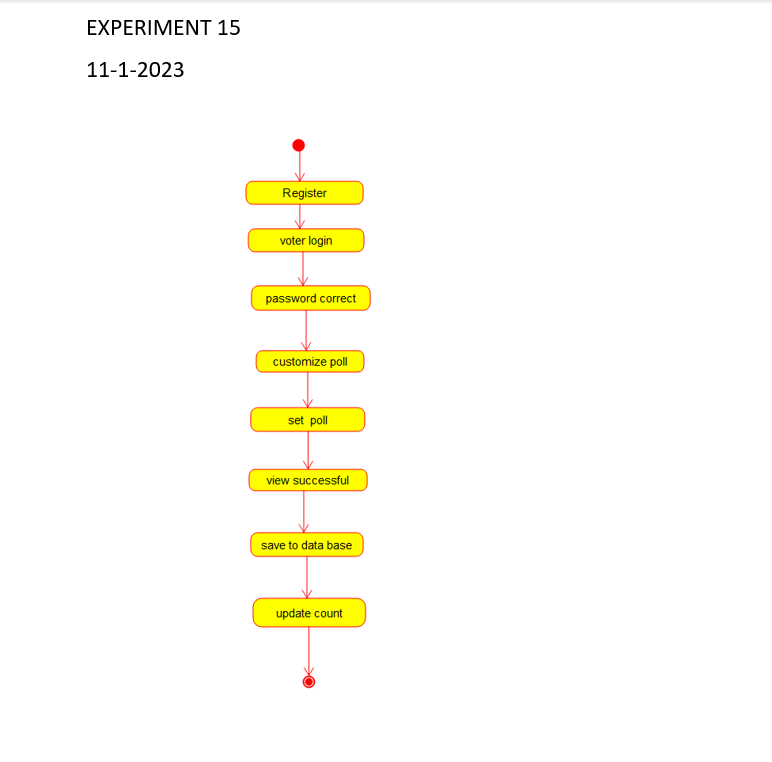 EXPERIMENT 15
11-1-2023
Register
voter login
password correct
customize poll
set poll
view successful
save to data base
update count